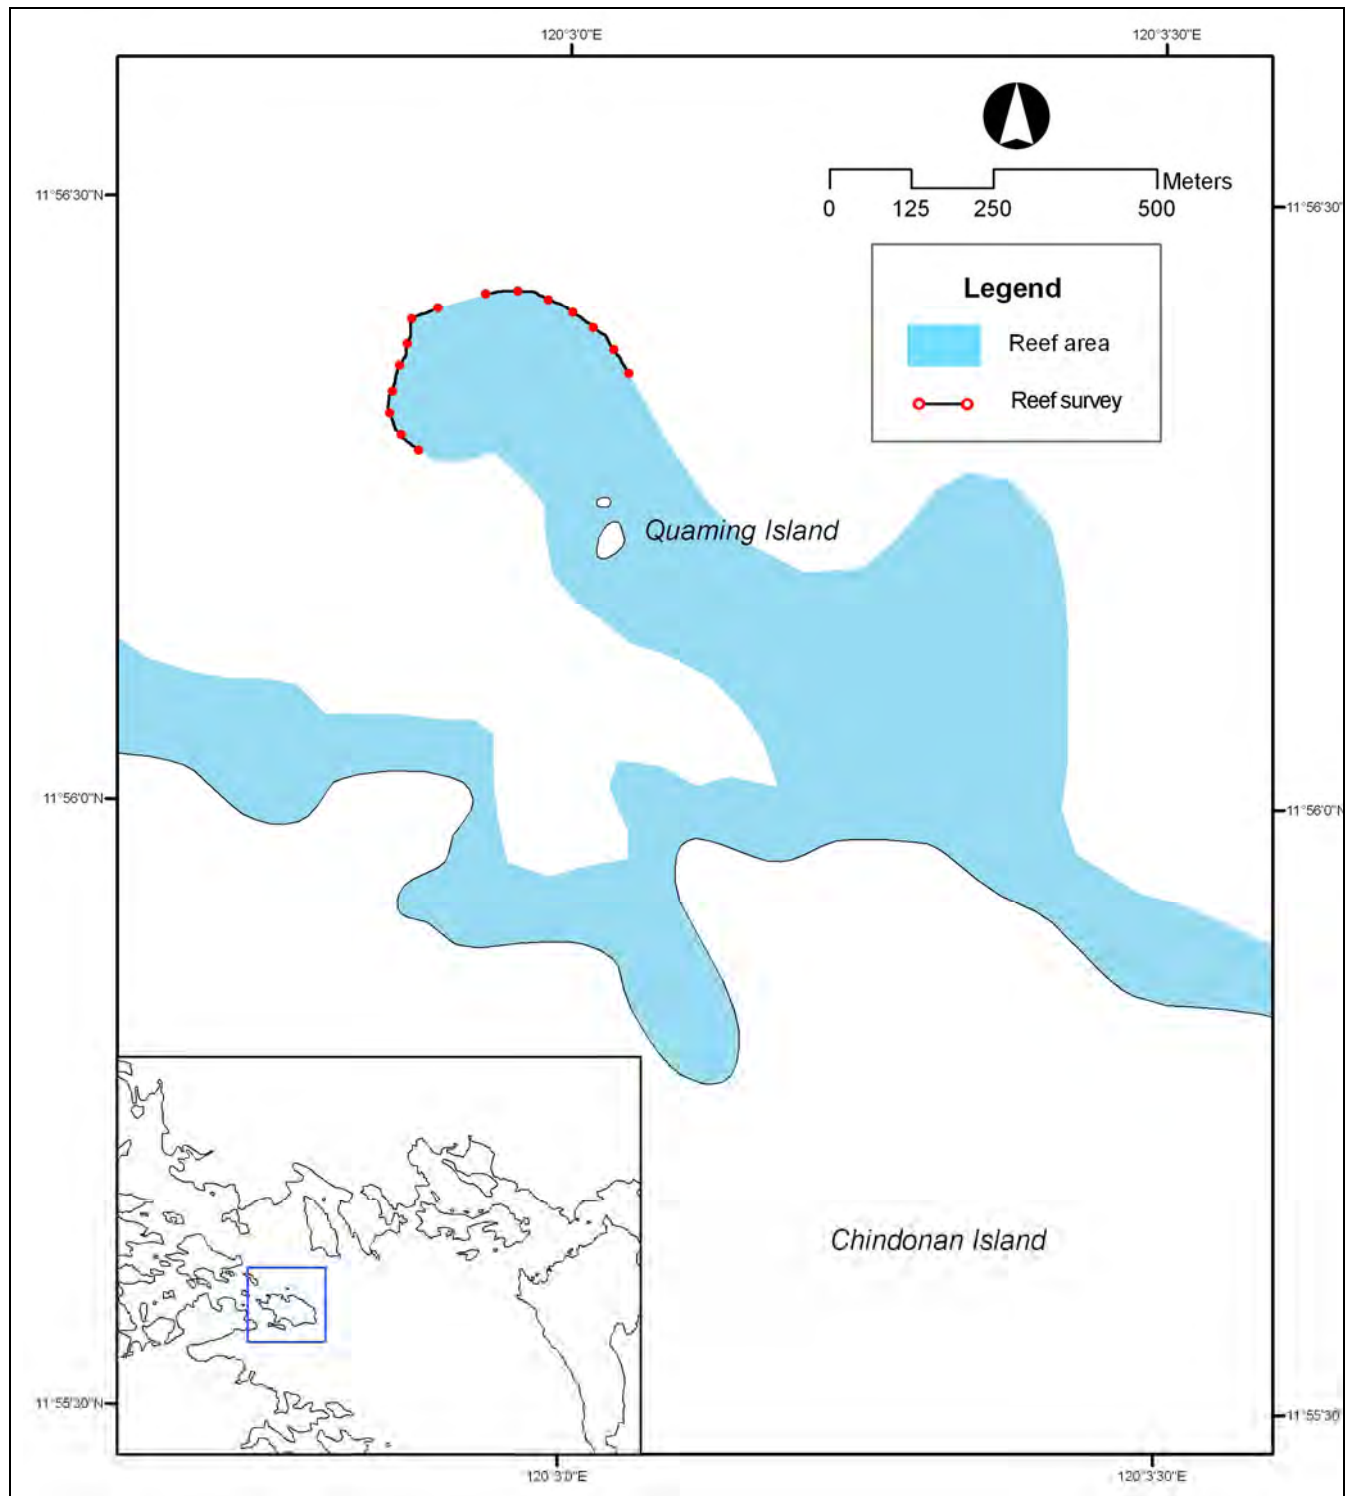 120°3'0"E 120°3'30"E
11°56'30"N
11°56'30"
Meters
0 125 250 500
Legend
Reef area
Reef survey
Quaming Island
11°56'0"N
11°56'0"N
Chindonan Island
11°55'30"N
11°55'30"
120°3'0"E 120°3'30"E